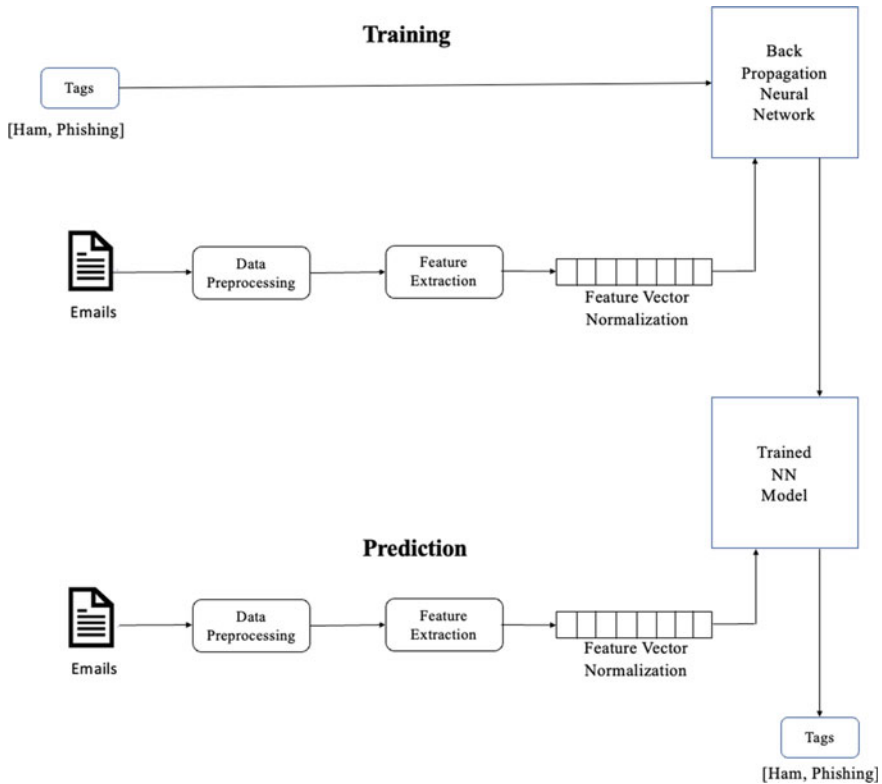 Training
Back
Propagation
Neural
Network
Tags
[Ham, Phishing]
Emails
Data
Preprocessing
Feature
Extraction
Feature Vector
Normalization
Trained
NN
Model
Prediction
Emails
Data
Preprocessing
Feature
Extraction
Feature Vector
Normalization
Tags
[Ham, Phishing]